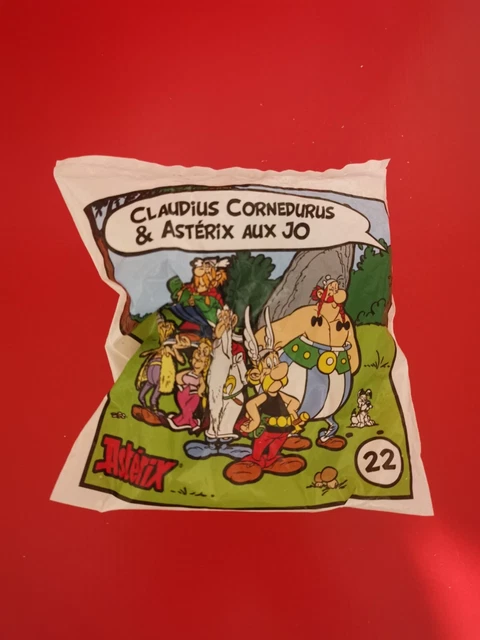 CLAUDIUS CORNEDURUS
& ASTÉRIX AUX JO
Astérix
22